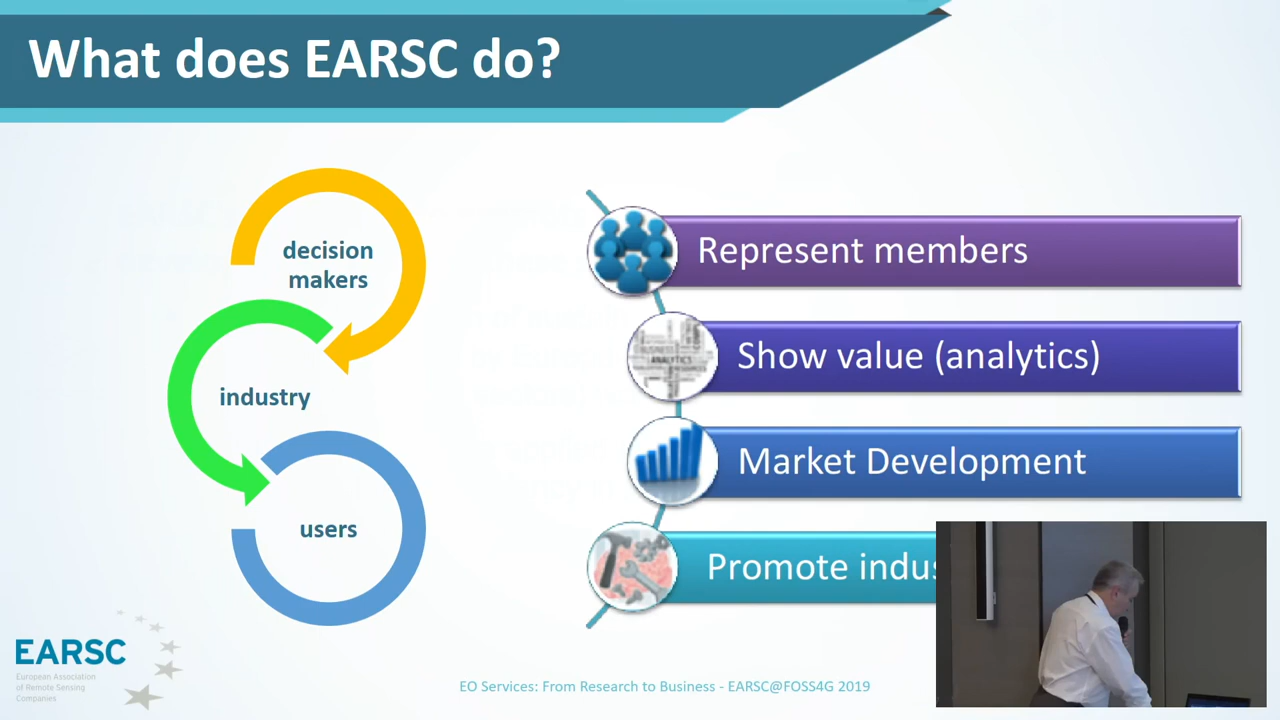 What does EARSC do?
decision
makers
industry
users
Represent members
Show value (analytics)
Market Development
Promote indus
ANALYTICS
EARSC
European Association
of Remote Sensing
Companies
EO Services: From Research to Business - EARSC@FOSS4G 2019